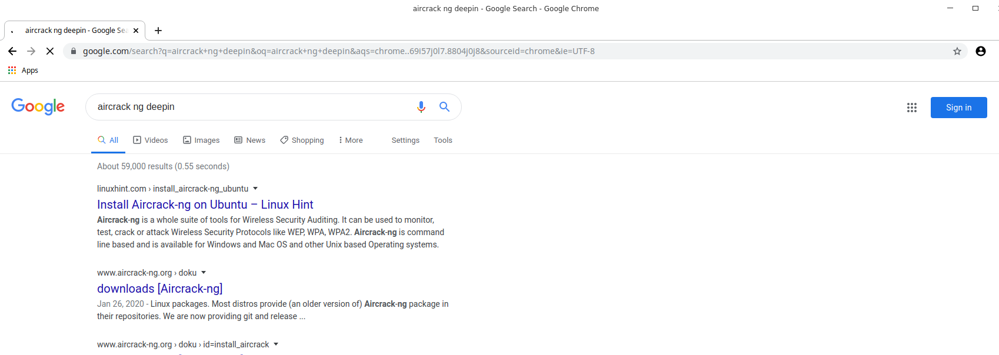 aircrack ng deepin - Google Search - Google Chrome
aircrack ng deepin - Google Sea
google.com/search?q=aircrack+ng+deepin&oq=aircrack+ng+deepin&aqs=chrome..69i57j0l7.8804j0j8&sourceid=chrome&ie=UTF-8
Apps
Google
aircrack ng deepin
Sign in
All Videos Images News Shopping More Settings Tools
About 59,000 results (0.55 seconds)
linuxhint.com › install_aircrack-ng_ubuntu
Install Aircrack-ng on Ubuntu – Linux Hint
Aircrack-ng is a whole suite of tools for Wireless Security Auditing. It can be used to monitor,
test, crack or attack Wireless Security Protocols like WEP, WPA, WPA2. Aircrack-ng is command
line based and is available for Windows and Mac OS and other Unix based Operating systems.
www.aircrack-ng.org › doku
downloads [Aircrack-ng]
Jan 26, 2020 - Linux packages. Most distros provide (an older version of) Aircrack-ng package in
their repositories. We are now providing git and release ...
www.aircrack-ng.org › doku › id=install_aircrack